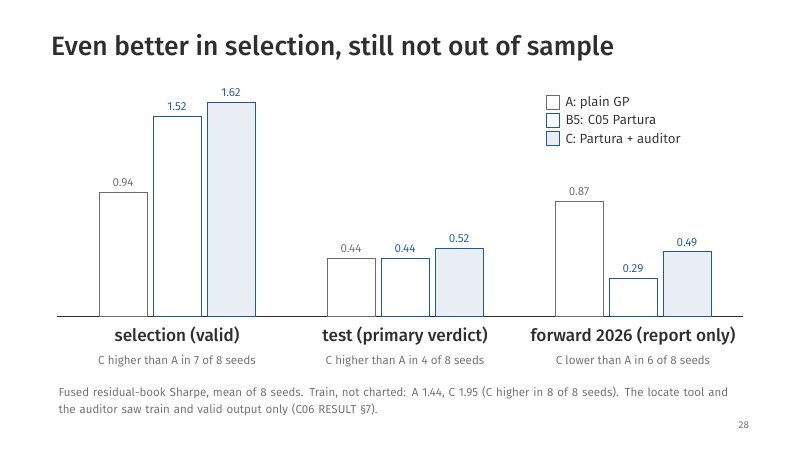 Even better in selection, still not out of sample
A: plain GP
B5: C05 Partura
C: Partura + auditor
0.94
1.52
1.62
0.44
0.44
0.52
0.87
0.29
0.49
selection (valid)
test (primary verdict)
forward 2026 (report only)
C higher than A in 7 of 8 seeds
C higher than A in 4 of 8 seeds
C lower than A in 6 of 8 seeds
Fused residual-book Sharpe, mean of 8 seeds. Train, not charted: A 1.44, C 1.95 (C higher in 8 of 8 seeds). The locate tool and
the auditor saw train and valid output only (C06 RESULT §7).
28